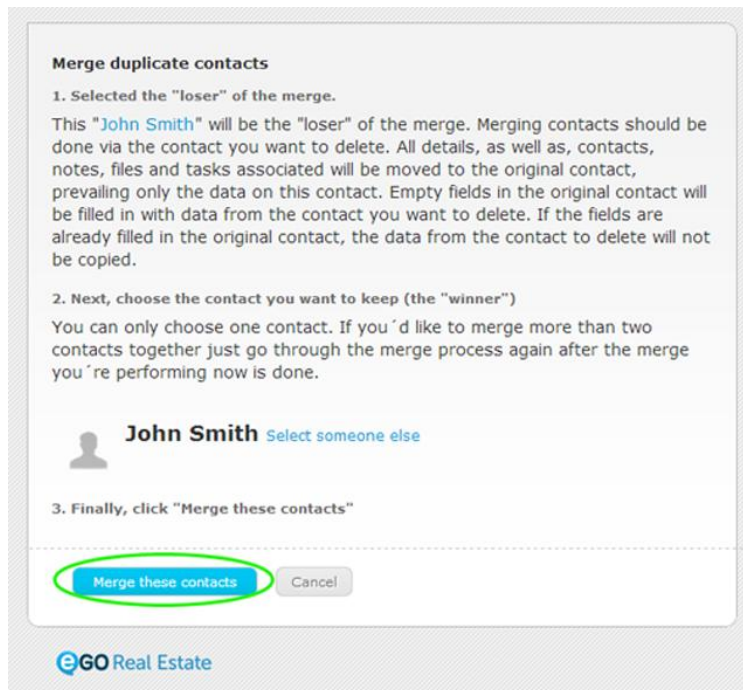 Merge duplicate contacts
1. Selected the "loser" of the merge.
This "John Smith" will be the "loser" of the merge. Merging contacts should be
done via the contact you want to delete. All details, as well as, contacts,
notes, files and tasks associated will be moved to the original contact,
prevailing only the data on this contact. Empty fields in the original contact will
be filled in with data from the contact you want to delete. If the fields are
already filled in the original contact, the data from the contact to delete will not
be copied.
2. Next, choose the contact you want to keep (the "winner")
You can only choose one contact. If you´d like to merge more than two
contacts together just go through the merge process again after the merge
you´re performing now is done.
John Smith Select someone else
3. Finally, click "Merge these contacts"
Merge these contacts Cancel
eGO Real Estate